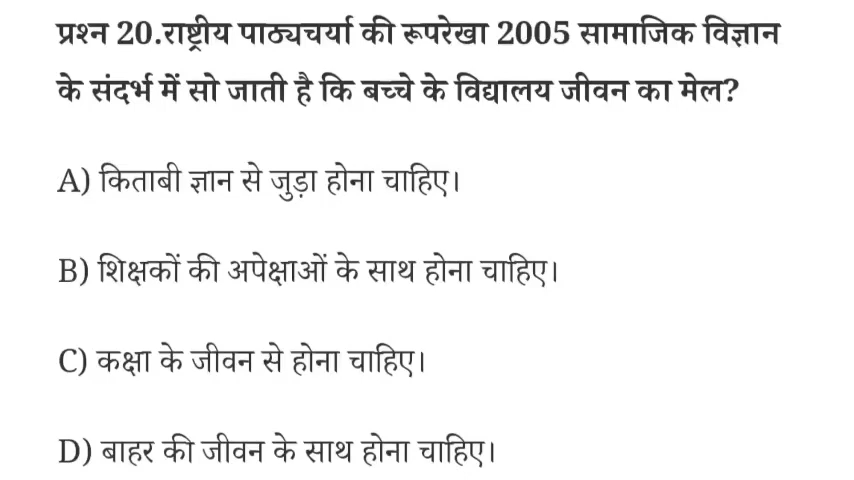 प्रश्न 20.राष्ट्रीय पाठ्यचर्या की रूपरेखा 2005 सामाजिक विज्ञान
के संदर्भ में सो जाती है कि बच्चे के विद्यालय जीवन का मेल?
A) किताबी ज्ञान से जुड़ा होना चाहिए।
B) शिक्षकों की अपेक्षाओं के साथ होना चाहिए।
C) कक्षा के जीवन से होना चाहिए।
D) बाहर की जीवन के साथ होना चाहिए।